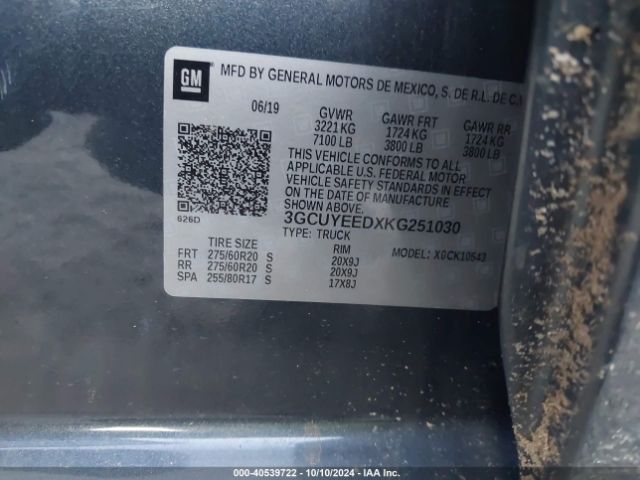 GM
MFD BY GENERAL MOTORS DE MEXICO, S. DE R.L. DE C.V
06/19 GVWR GAWR FRT GAWR RR
3221 KG 1724 KG 1724 KG
7100 LB 3800 LB 3800 LB
THIS VEHICLE CONFORMS TO ALL
APPLICABLE U.S. FEDERAL MOTOR
VEHICLE SAFETY STANDARDS IN EFFECT
ON THE DATE OF MANUFACTURE
SHOWN ABOVE.
626D
3GCUYEEDXKG251030
TYPE: TRUCK MODEL: XGCK10543
TIRE SIZE RIM
FRT 275/60R20 S 20X9J
RR 275/60R20 S 20X9J
SPA 255/80R17 S 17X8J
000-40539722 - 10/10/2024 - IAA Inc.